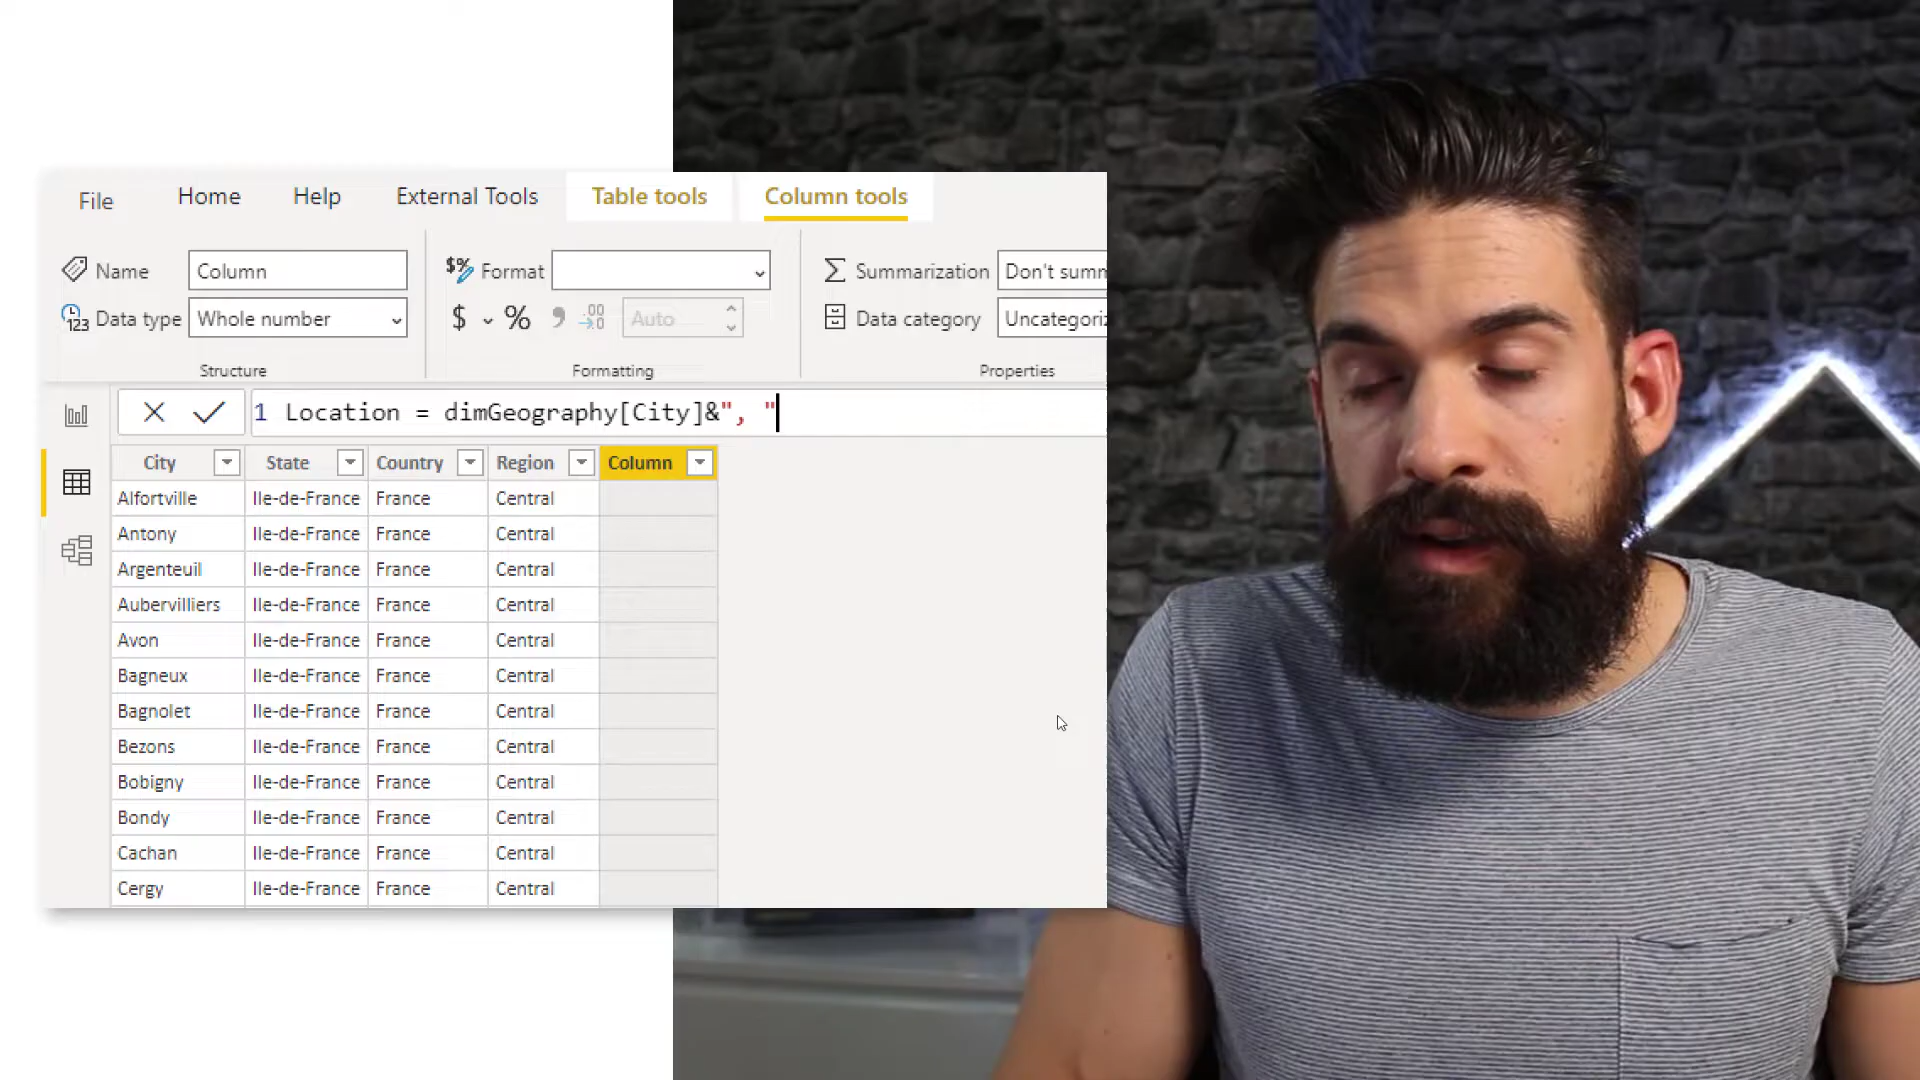 File Home Help External Tools Table tools Column tools
Name Column $% Format Σ Summarization Don't summ
123 Data type Whole number $ % , .00 →.0 Auto Data category Uncategoriz
Structure Formatting Properties
1 Location = dimGeography[City]&", "
City State Country Region Column
Alfortville Ile-de-France France Central
Antony Ile-de-France France Central
Argenteuil Ile-de-France France Central
Aubervilliers Ile-de-France France Central
Avon Ile-de-France France Central
Bagneux Ile-de-France France Central
Bagnolet Ile-de-France France Central
Bezons Ile-de-France France Central
Bobigny Ile-de-France France Central
Bondy Ile-de-France France Central
Cachan Ile-de-France France Central
Cergy Ile-de-France France Central